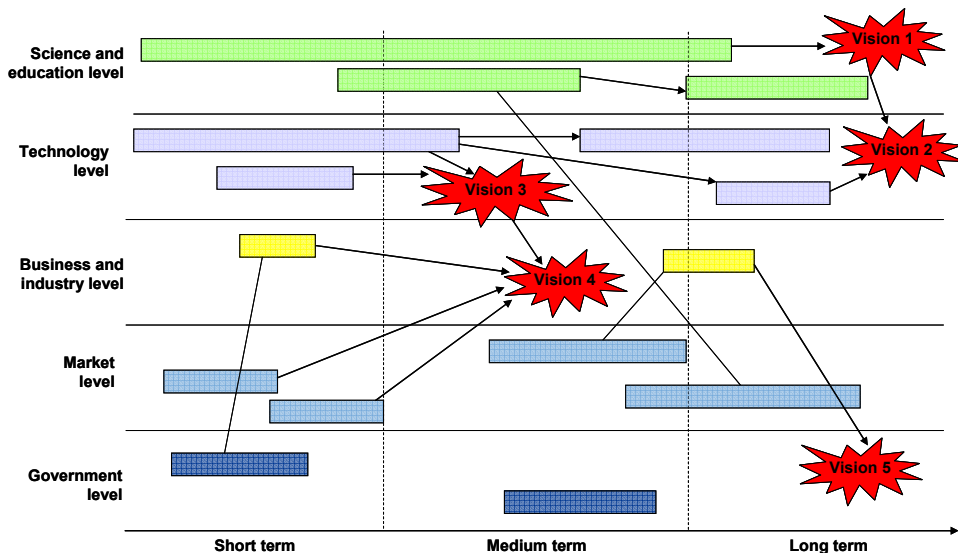 Vision 1
Science and
education level
Technology
level
Vision 2
Vision 3
Business and
industry level
Vision 4
Market
level
Government
level
Vision 5
Short term
Medium term
Long term